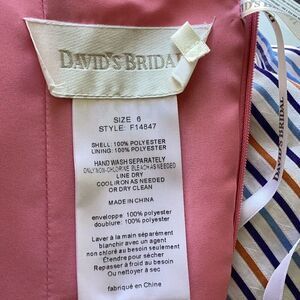 DAVID'S BRIDAL
SIZE 6
STYLE: F14847
SHELL: 100% POLYESTER
LINING: 100% POLYESTER
HAND WASH SEPARATELY
ONLY NON-CHLORINE BLEACH AS NEEDED
LINE DRY
COOL IRON AS NEEDED
OR DRY CLEAN
MADE IN CHINA
enveloppe: 100% polyester
doublure: 100% polyester
Laver à la main séparément
blanchir avec un agent
non chloré au besoin seulement
Étendre pour sécher
Repasser à froid au besoin
Ou nettoyer à sec
fabriqué en Chine
DAVID'S BRIDAL